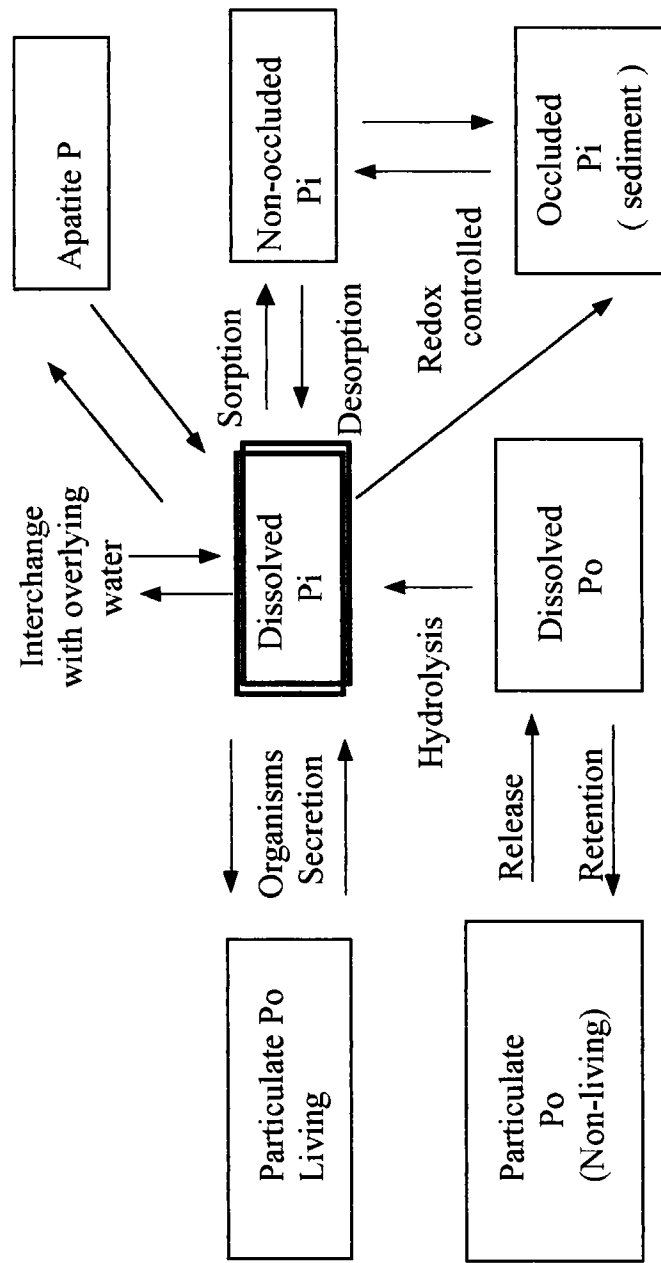 Interchange
with overlying
water
Apatite P
Particulate Po
Living
Organisms
Secretion
Dissolved
Pi
Sorption
Desorption
Non-occluded
Pi
Hydrolysis
Redox
controlled
Particulate
Po
(Non-living)
Release
Retention
Dissolved
Po
Occluded
Pi
( sediment )